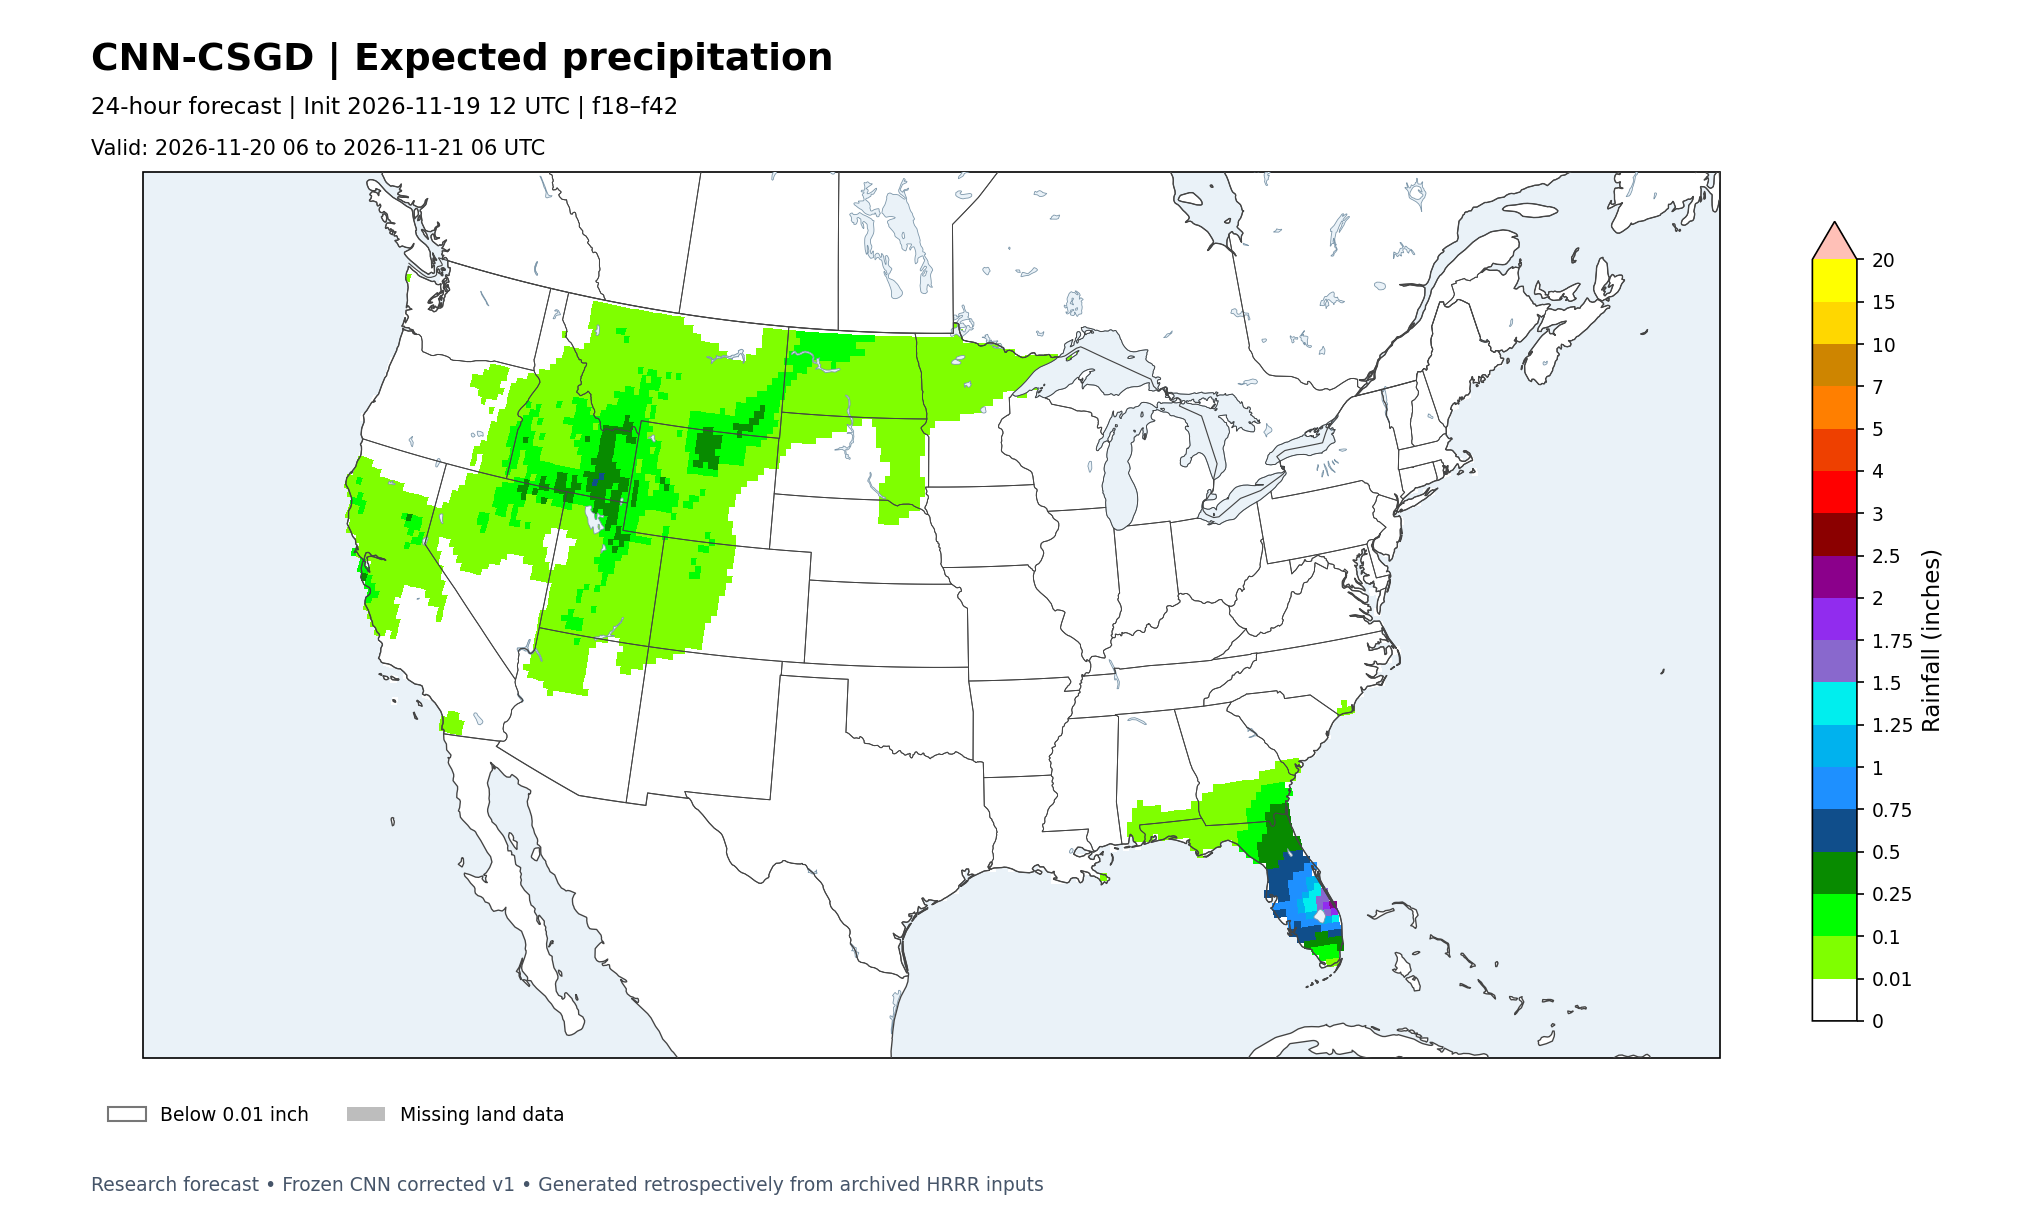 CNN-CSGD | Expected precipitation
24-hour forecast | Init 2026-11-19 12 UTC | f18–f42
Valid: 2026-11-20 06 to 2026-11-21 06 UTC
20
15
10
7
5
4
3
2.5
2
1.75
1.5
1.25
1
0.75
0.5
0.25
0.1
0.01
0
Rainfall (inches)
Below 0.01 inch
Missing land data
Research forecast • Frozen CNN corrected v1 • Generated retrospectively from archived HRRR inputs